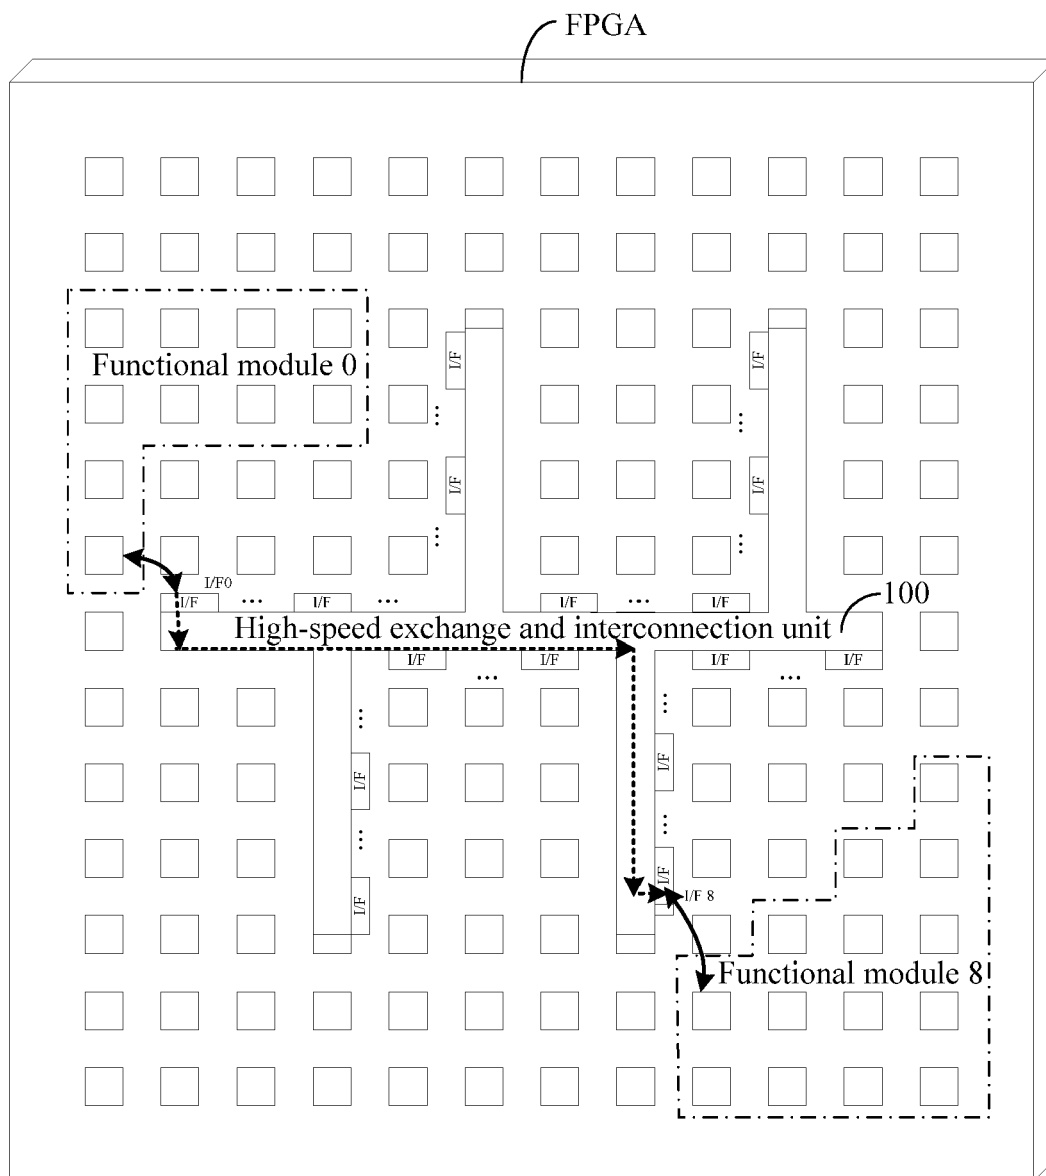 FPGA
Functional module 0
I/F
I/F
...
...
I/F
I/F
...
...
I/F0
I/F
...
I/F
...
I/F
...
I/F
100
High-speed exchange and interconnection unit
I/F
I/F
I/F
I/F
...
...
...
...
I/F
I/F
...
...
I/F
I/F
I/F 8
Functional module 8